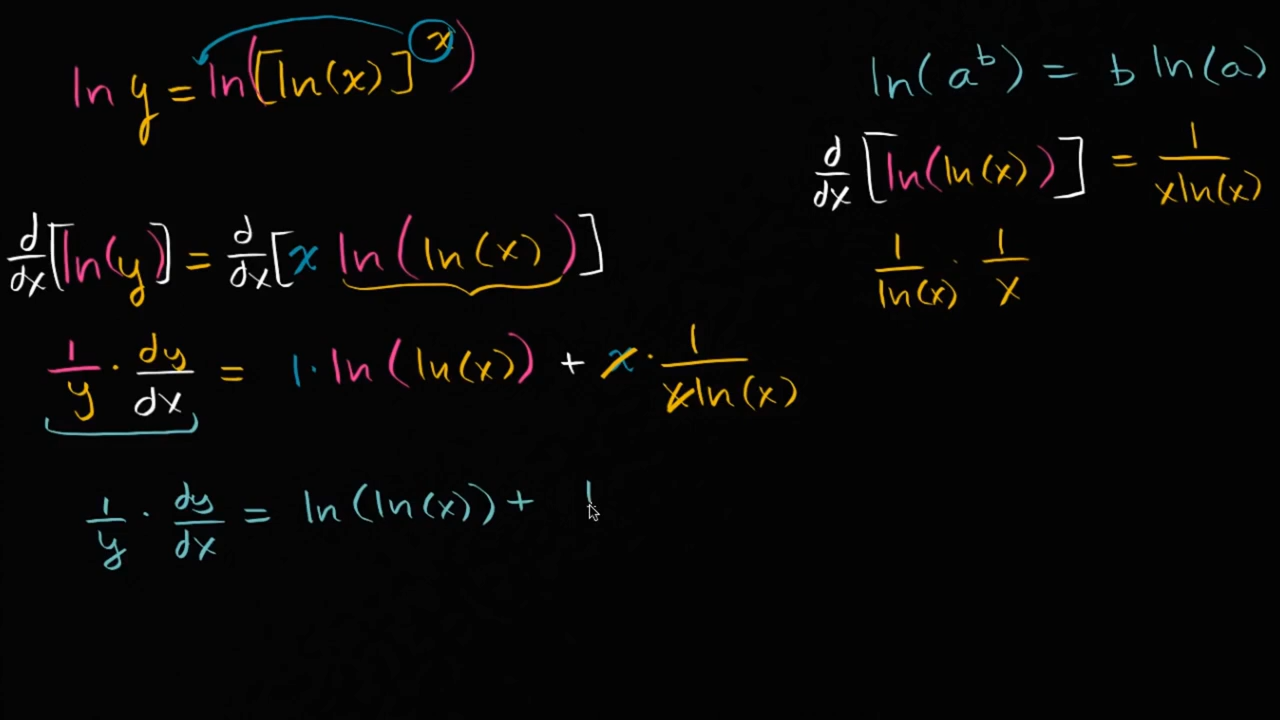 ln y = ln([ln(x)]^x)
ln(a^b) = b ln(a)
d/dx [ln(ln(x))] = 1/(x ln(x))
1/ln(x) · 1/x
d/dx [ln(y)] = d/dx [x ln(ln(x))]
1/y · dy/dx = 1 · ln(ln(x)) + x · 1/(x ln(x))
1/y · dy/dx = ln(ln(x)) + 1